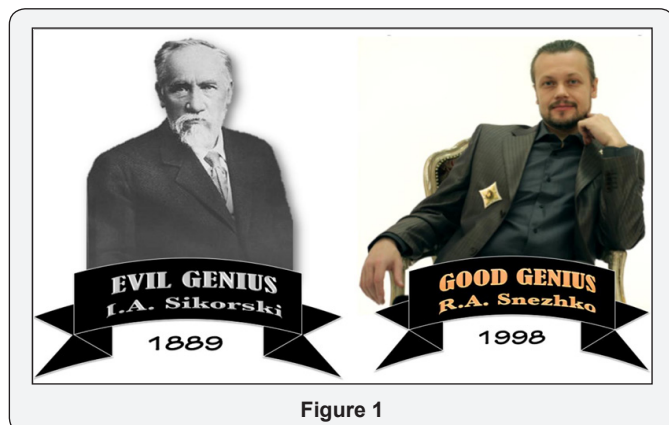 EVIL GENIUS
I.A. Sikorski
1889
GOOD GENIUS
R.A. Snezhko
1998
Figure 1